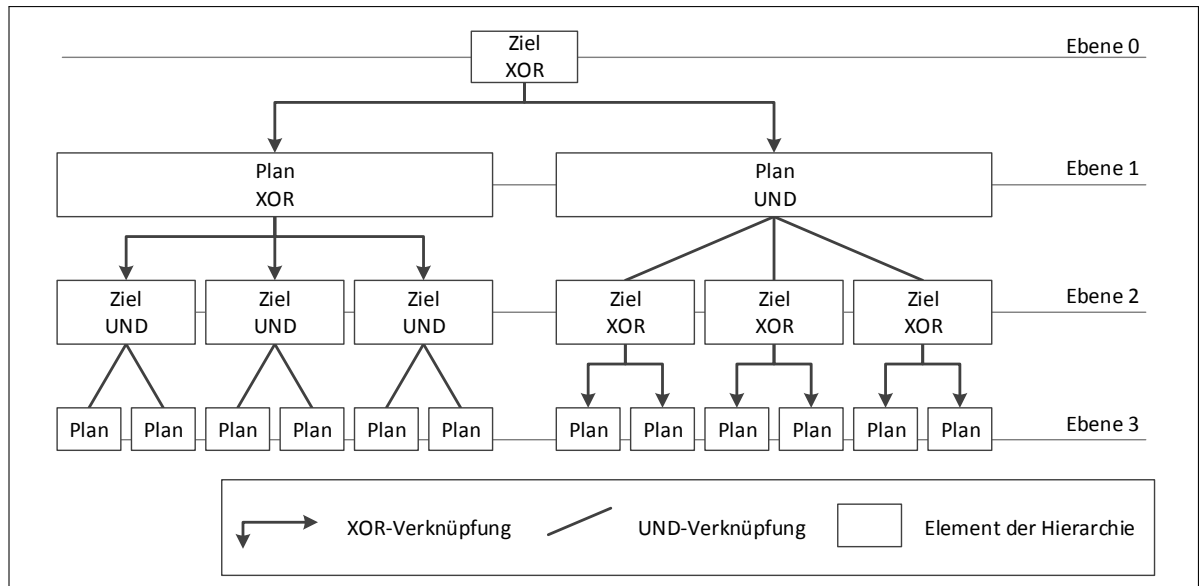 Ziel
XOR
Ebene 0
Plan
XOR
Plan
UND
Ebene 1
Ziel
UND
Ziel
UND
Ziel
UND
Ziel
XOR
Ziel
XOR
Ziel
XOR
Ebene 2
Plan
Plan
Plan
Plan
Plan
Plan
Plan
Plan
Plan
Plan
Plan
Plan
Ebene 3
XOR-Verknüpfung
UND-Verknüpfung
Element der Hierarchie